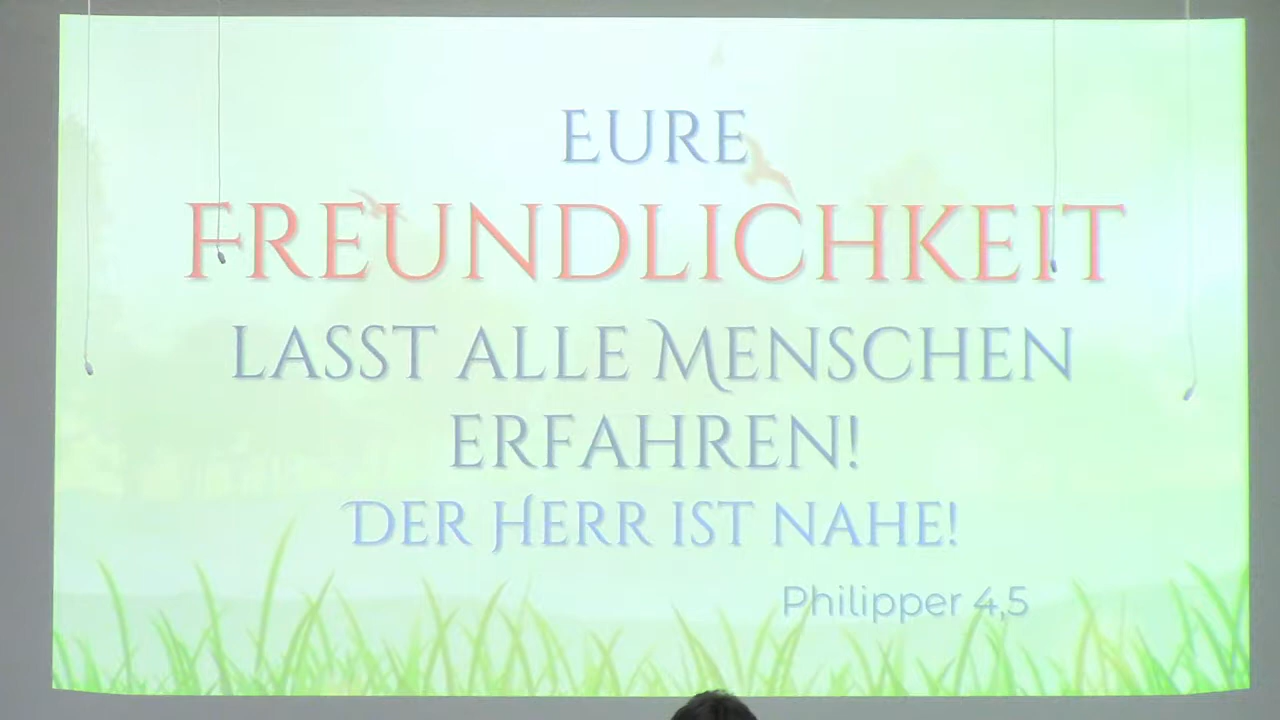 Eure
Freundlichkeit
lasst alle Menschen
erfahren!
Der Herr ist nahe!
Philipper 4,5